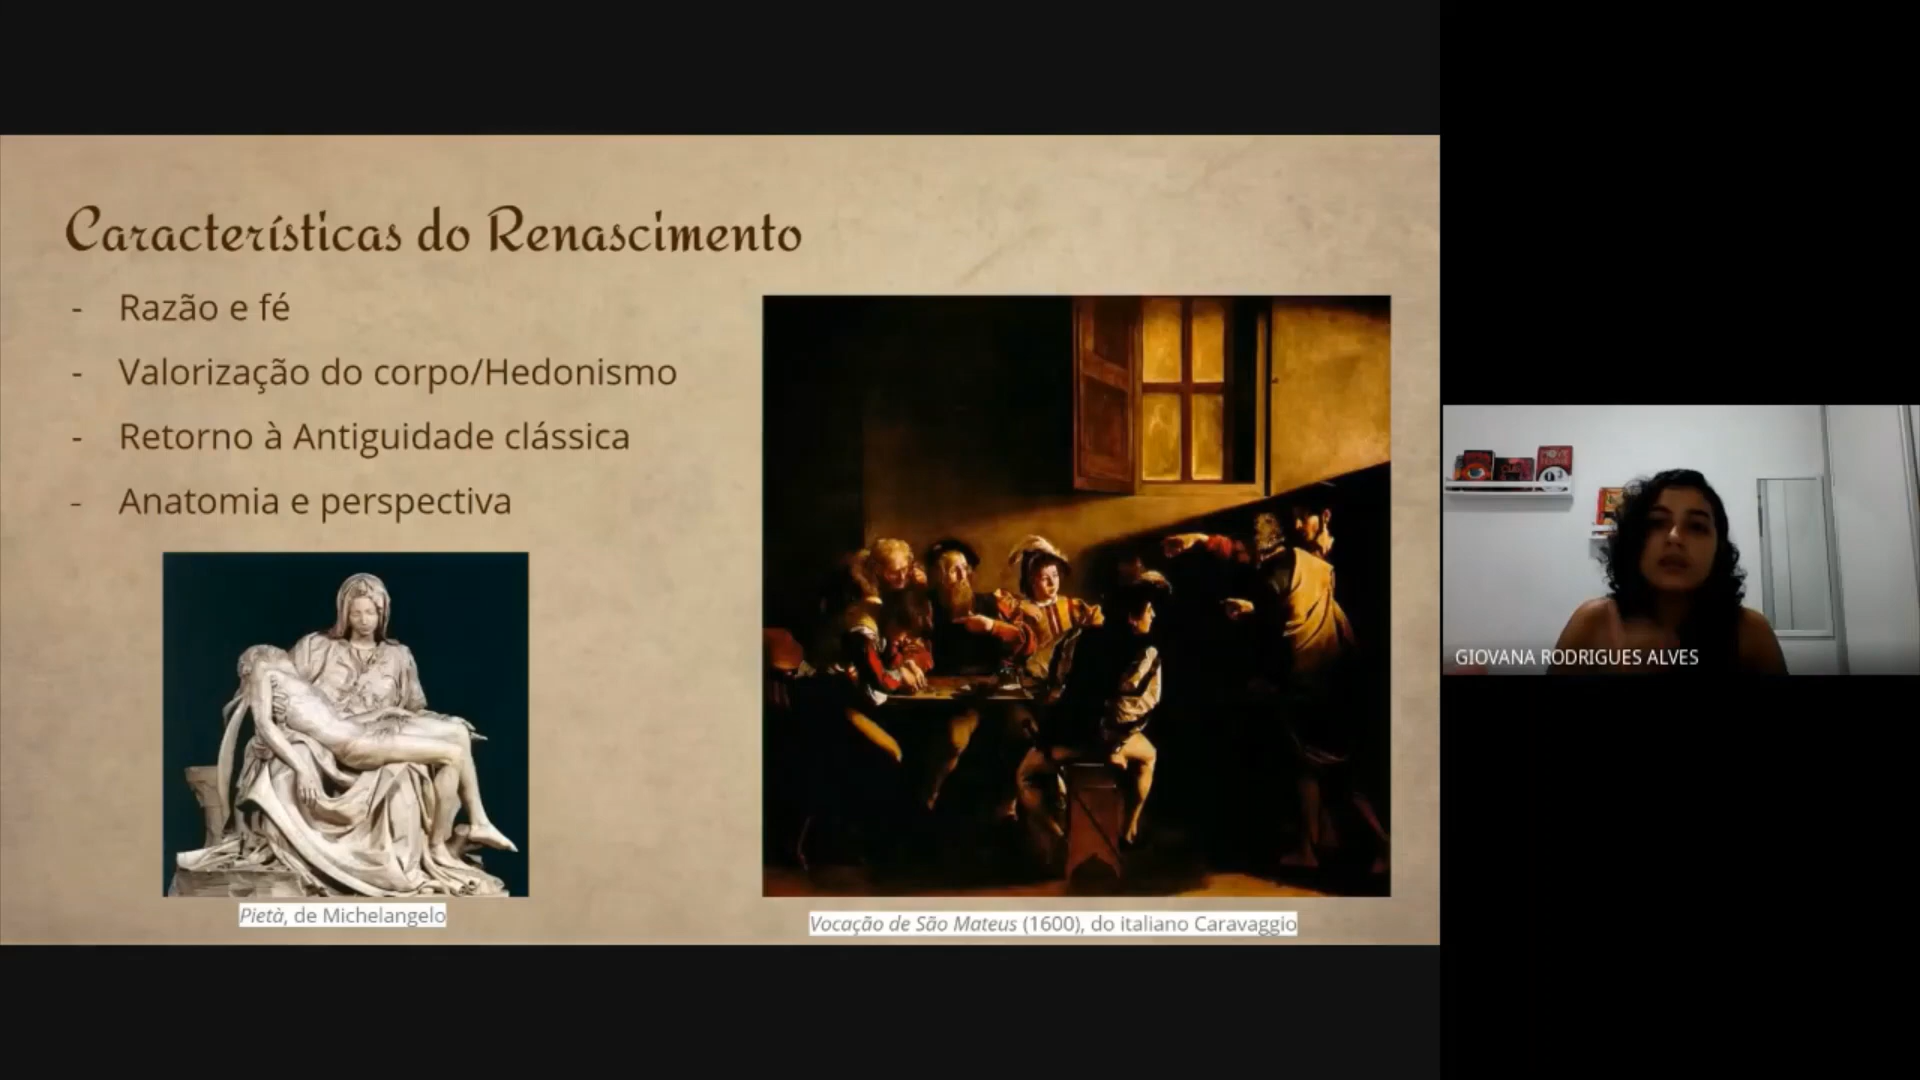 Características do Renascimento
- Razão e fé
- Valorização do corpo/Hedonismo
- Retorno à Antiguidade clássica
- Anatomia e perspectiva
Pietà, de Michelangelo
Vocação de São Mateus (1600), do italiano Caravaggio
GIOVANA RODRIGUES ALVES